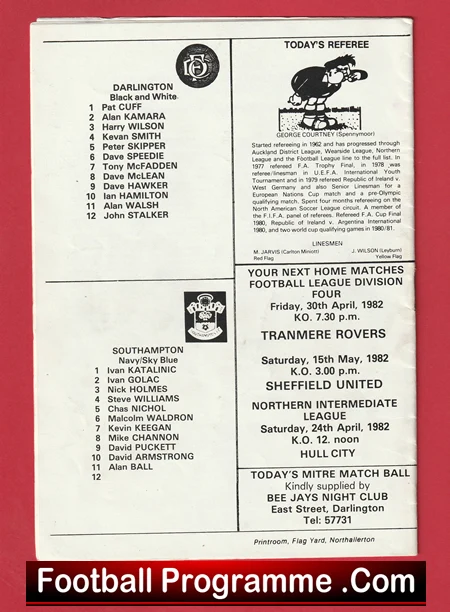 DFC
DARLINGTON
Black and White
1 Pat CUFF
2 Alan KAMARA
3 Harry WILSON
4 Kevan SMITH
5 Peter SKIPPER
6 Dave SPEEDIE
7 Tony McFADDEN
8 Dave McLEAN
9 Dave HAWKER
10 Ian HAMILTON
11 Alan WALSH
12 John STALKER
SOUTHAMPTON
Navy/Sky Blue
1 Ivan KATALINIC
2 Ivan GOLAC
3 Nick HOLMES
4 Steve WILLIAMS
5 Chas NICHOL
6 Malcolm WALDRON
7 Kevin KEEGAN
8 Mike CHANNON
9 David PUCKETT
10 David ARMSTRONG
11 Alan BALL
12
TODAY'S REFEREE
GEORGE COURTNEY (Spennymoor)
Started refereeing in 1962 and has progressed through
Auckland District League, Wearside League, Northern
League and the Football League line to the full list. In
1977 refereed F.A. Trophy Final, in 1978 was
referee/linesman in U.E.F.A. International Youth
Tournament and in 1979 refereed Republic of Ireland v.
West Germany and also Senior Linesman for a
European Nations Cup match and a pre-Olympic
qualifying match. Spent four months refereeing on the
North American Soccer League circuit. A member of
the F.I.F.A. panel of referees. Refereed F.A. Cup Final
1980, Republic of Ireland v. Argentina International
1980, and two world cup qualifying games in 1980/81.
LINESMEN
M. JARVIS (Carlton Miniott) J. WILSON (Leyburn)
Red Flag Yellow Flag
YOUR NEXT HOME MATCHES
FOOTBALL LEAGUE DIVISION
FOUR
Friday, 30th April, 1982
KO. 7.30 p.m.
TRANMERE ROVERS
Saturday, 15th May, 1982
K.O. 3.00 p.m.
SHEFFIELD UNITED
NORTHERN INTERMEDIATE
LEAGUE
Saturday, 24th April, 1982
K.O. 12. noon
HULL CITY
TODAY'S MITRE MATCH BALL
Kindly supplied by
BEE JAYS NIGHT CLUB
East Street, Darlington
Tel: 57731
Printroom, Flag Yard, Northallerton
Football Programme .Com